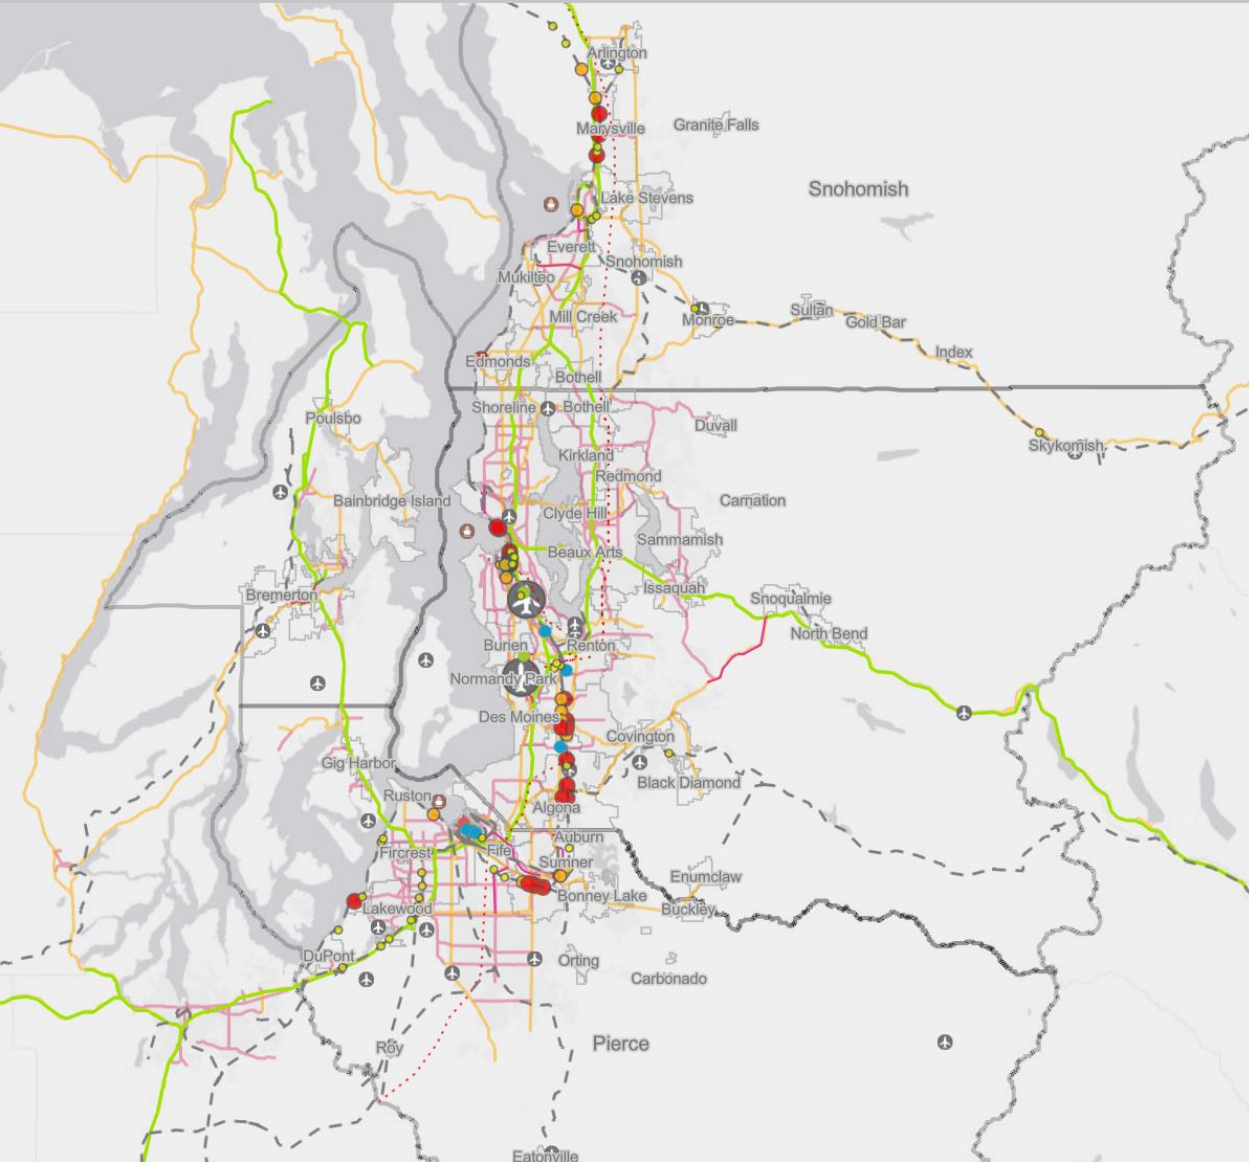 Arlington
Granite Falls
Marysville
Snohomish
Lake Stevens
Everett
Snohomish
Mukilteo
Sultan
Mill Creek
Monroe
Gold Bar
Index
Edmonds
Bothell
Shoreline
Bothell
Poulsbo
Duvall
Skykomish
Kirkland
Redmond
Bainbridge Island
Carnation
Clyde Hill
Sammamish
Beaux Arts
Issaquah
Bremerton
Snoqualmie
North Bend
Burien
Renton
Normandy Park
Des Moines
Covington
Gig Harbor
Black Diamond
Ruston
Algona
Auburn
Fircrest
Fife
Sumner
Enumclaw
Bonney Lake
Lakewood
Buckley
DuPont
Orting
Carbonado
Roy
Pierce
Eatonville